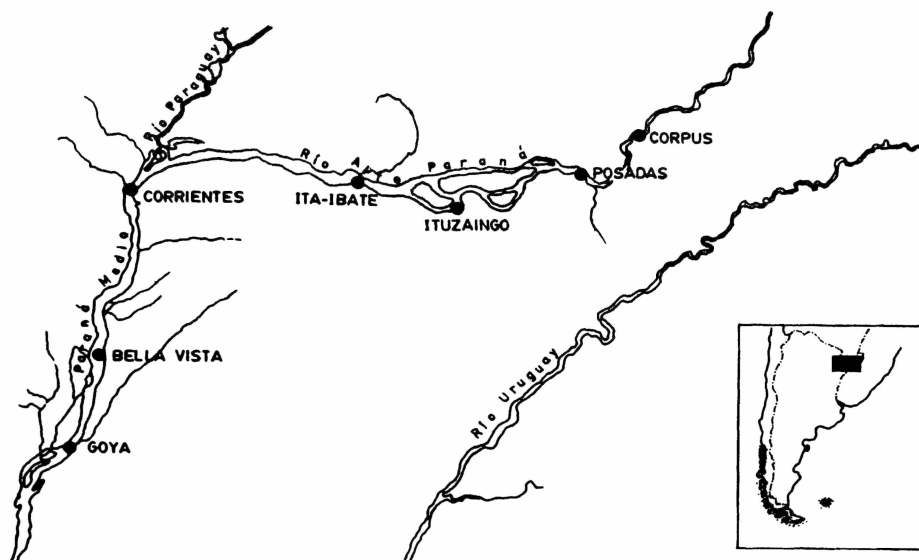 Río Paraguay
CORPUS
Río Alto Paraná
POSADAS
CORRIENTES
ITA-IBATE
ITUZAINGO
Paraná Medio
BELLA VISTA
Río Uruguay
GOYA